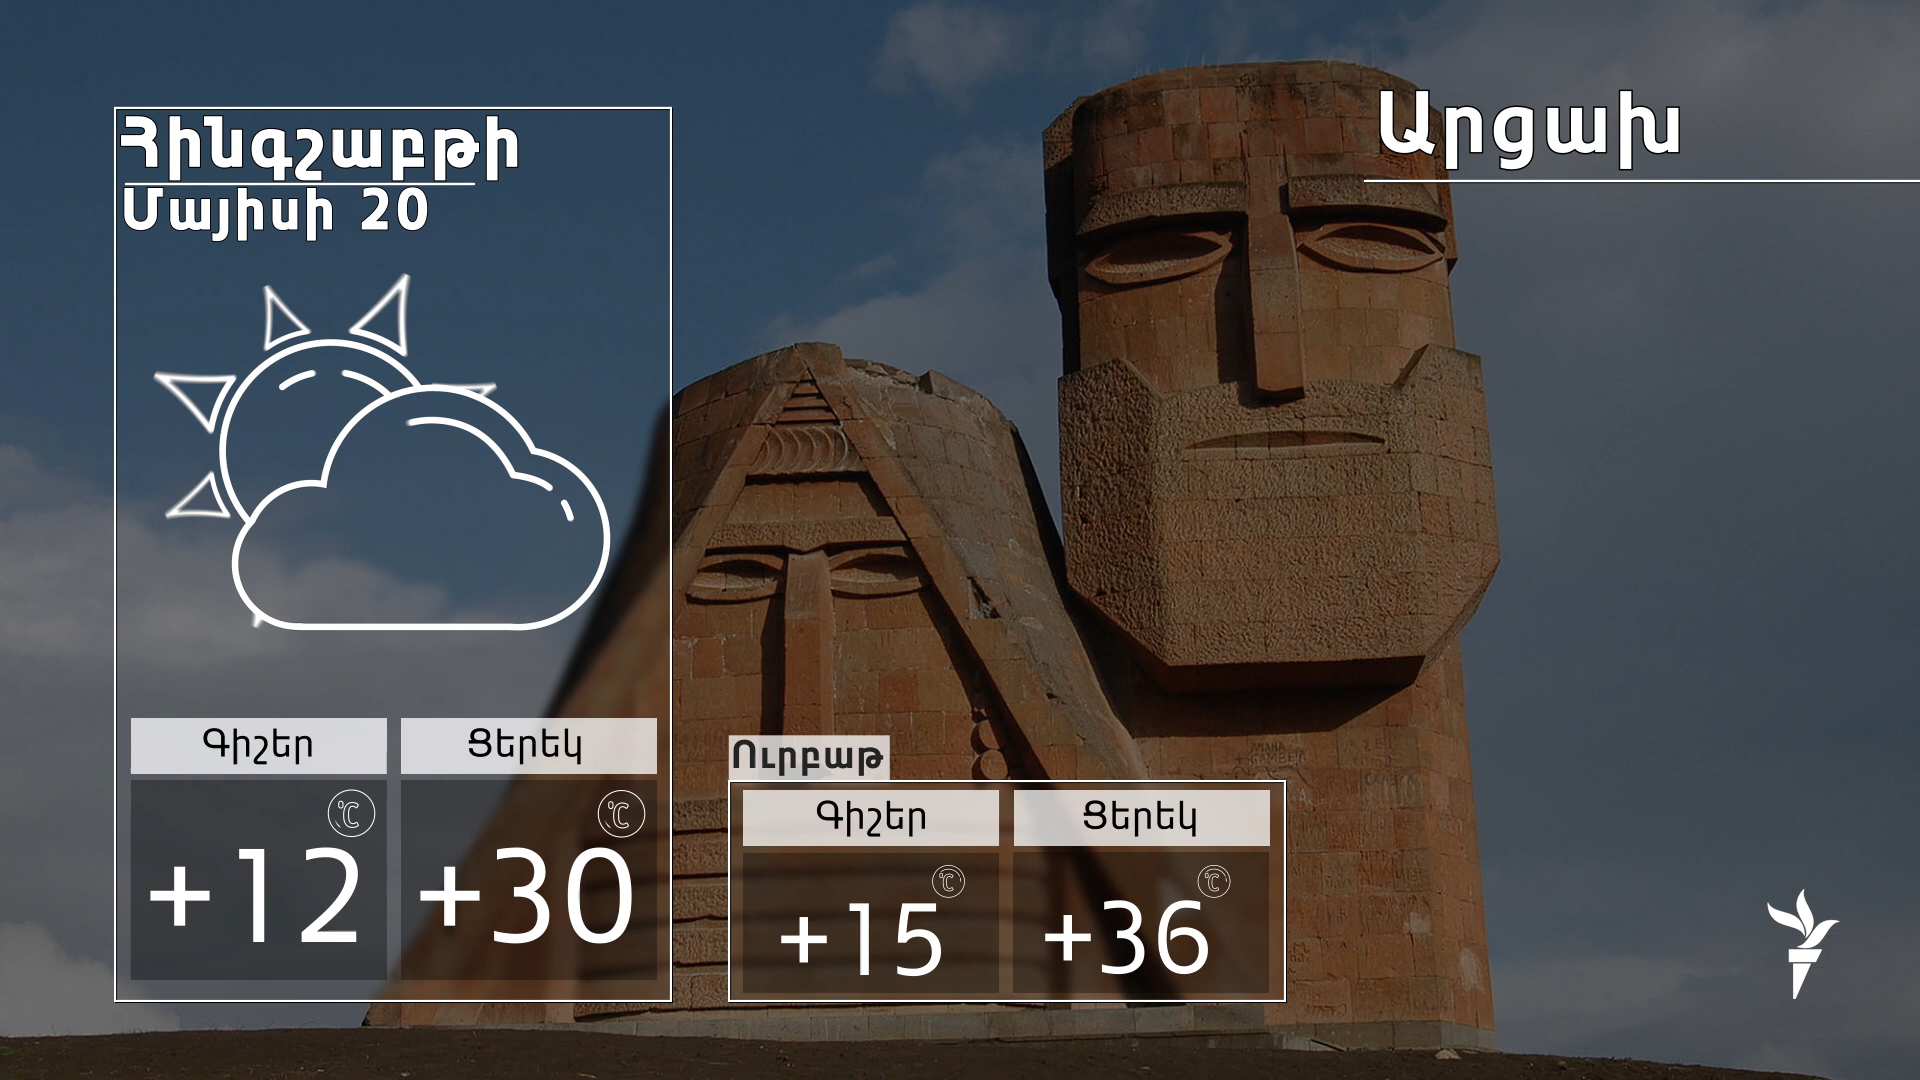 Հինգշաբթի
Մայիսի 20
Արցախ
Գիշեր
Ցերեկ
°C
°C
+12
+30
Ուրբաթ
Գիշեր
Ցերեկ
°C
°C
+15
+36